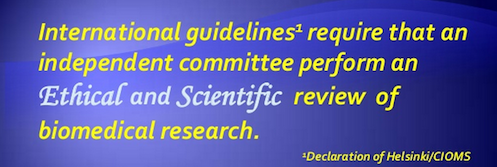 International guidelines¹ require that an
independent committee perform an
Ethical and Scientific review of
biomedical research.
¹Declaration of Helsinki/CIOMS